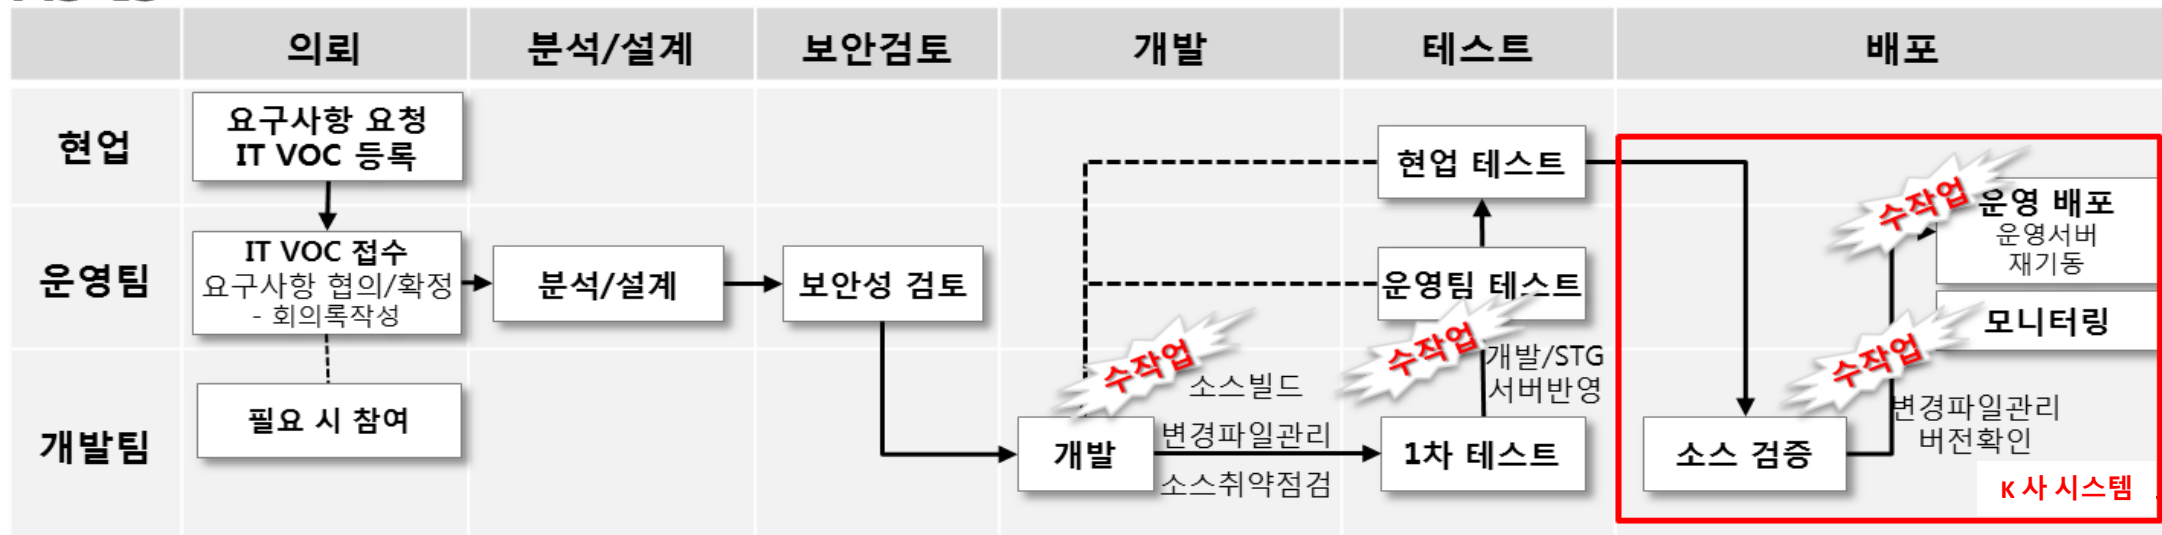 의뢰
분석/설계
보안검토
개발
테스트
배포
현업
요구사항 요청
IT VOC 등록
현업 테스트
수작업
운영 배포
운영서버
재기동
운영팀
IT VOC 접수
요구사항 협의/확정
- 회의록작성
분석/설계
보안성 검토
운영팀 테스트
모니터링
수작업
소스빌드
수작업
개발/STG
서버반영
수작업
변경파일관리
버전확인
개발팀
필요 시 참여
개발
변경파일관리
소스취약점검
1차 테스트
소스 검증
K 사 시스템